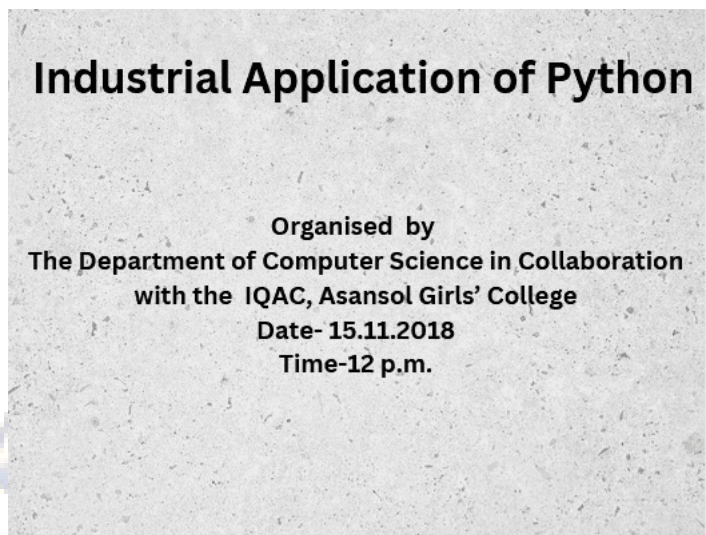 Industrial Application of Python
Organised by
The Department of Computer Science in Collaboration
with the IQAC, Asansol Girls’ College
Date- 15.11.2018
Time-12 p.m.